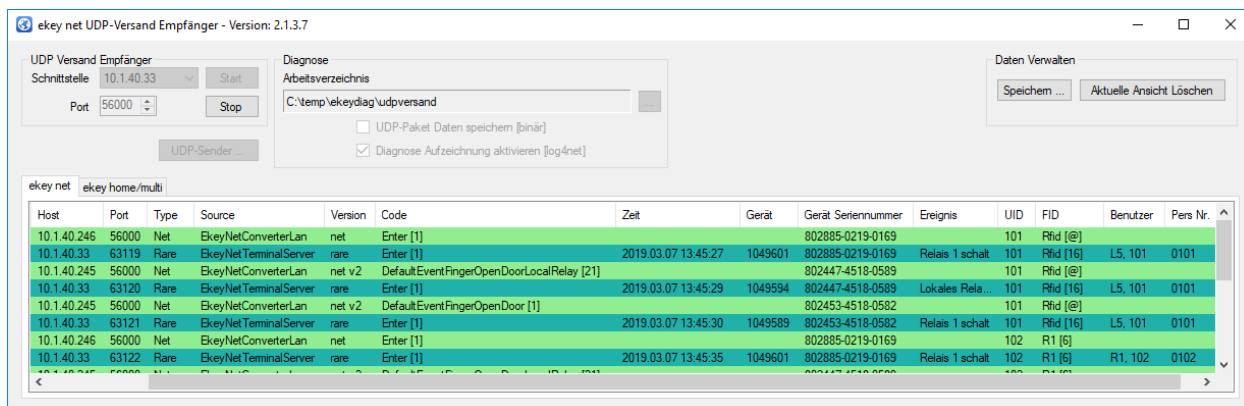 ekey net UDP-Versand Empfänger - Version: 2.1.3.7
UDP Versand Empfänger
Schnittstelle 10.1.40.33 Start
Port 56000 Stop
UDP-Sender ...
Diagnose
Arbeitsverzeichnis
C:\temp\ekeydiag\udpversand ...
UDP-Paket Daten speichern [binär]
Diagnose Aufzeichnung aktivieren [log4net]
Daten Verwalten
Speichern ... Aktuelle Ansicht Löschen
ekey net ekey home/multi
Host Port Type Source Version Code Zeit Gerät Gerät Seriennummer Ereignis UID FID Benutzer Pers Nr.
10.1.40.246 56000 Net EkeyNetConverterLan net Enter [1] 802885-0219-0169 101 Rfid [@]
10.1.40.33 63119 Rare EkeyNetTerminalServer rare Enter [1] 2019.03.07 13:45:27 1049601 802885-0219-0169 Relais 1 schalt 101 Rfid [16] L5, 101 0101
10.1.40.245 56000 Net EkeyNetConverterLan net v2 DefaultEventFingerOpenDoorLocalRelay [21] 802447-4518-0589 101 Rfid [@]
10.1.40.33 63120 Rare EkeyNetTerminalServer rare Enter [1] 2019.03.07 13:45:29 1049594 802447-4518-0589 Lokales Rela... 101 Rfid [16] L5, 101 0101
10.1.40.245 56000 Net EkeyNetConverterLan net v2 DefaultEventFingerOpenDoor [1] 802453-4518-0582 101 Rfid [@]
10.1.40.33 63121 Rare EkeyNetTerminalServer rare Enter [1] 2019.03.07 13:45:30 1049589 802453-4518-0582 Relais 1 schalt 101 Rfid [16] L5, 101 0101
10.1.40.246 56000 Net EkeyNetConverterLan net Enter [1] 802885-0219-0169 102 R1 [6]
10.1.40.33 63122 Rare EkeyNetTerminalServer rare Enter [1] 2019.03.07 13:45:35 1049601 802885-0219-0169 Relais 1 schalt 102 R1 [6] R1, 102 0102